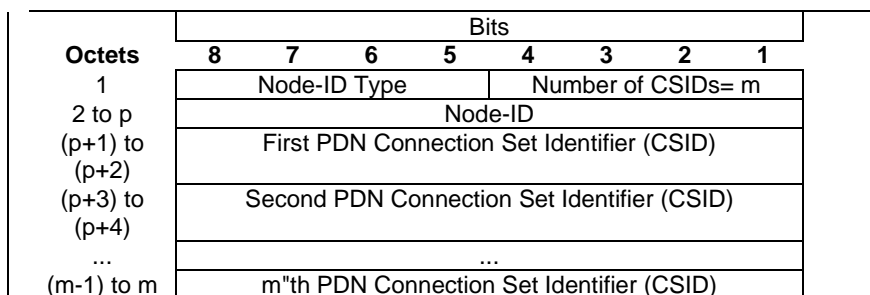 Bits
Octets 8 7 6 5 4 3 2 1
1 Node-ID Type Number of CSIDs= m
2 to p Node-ID
(p+1) to First PDN Connection Set Identifier (CSID)
(p+2)
(p+3) to Second PDN Connection Set Identifier (CSID)
(p+4)
... ...
(m-1) to m m"th PDN Connection Set Identifier (CSID)